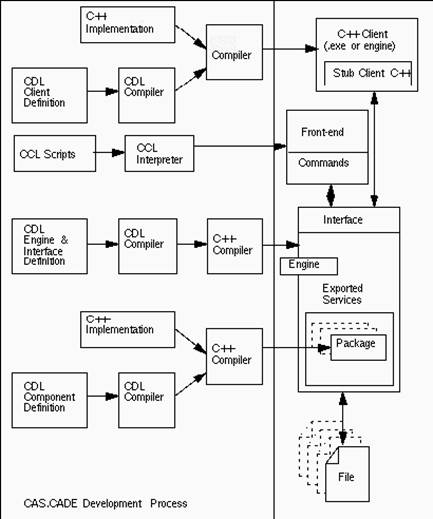 C++
Implementation
Compiler
C++ Client
(.exe or engine)
Stub Client C++
CDL
Client
Definition
CDL
Compiler
Front-end
Commands
CCL Scripts
CCL
Interpreter
Interface
CDL
Engine &
Interface
Definition
CDL
Compiler
C++
Compiler
Engine
Exported
Services
C++
Implementation
Package
C++
Compiler
CDL
Component
Definition
CDL
Compiler
File
CAS.CADE Development Process